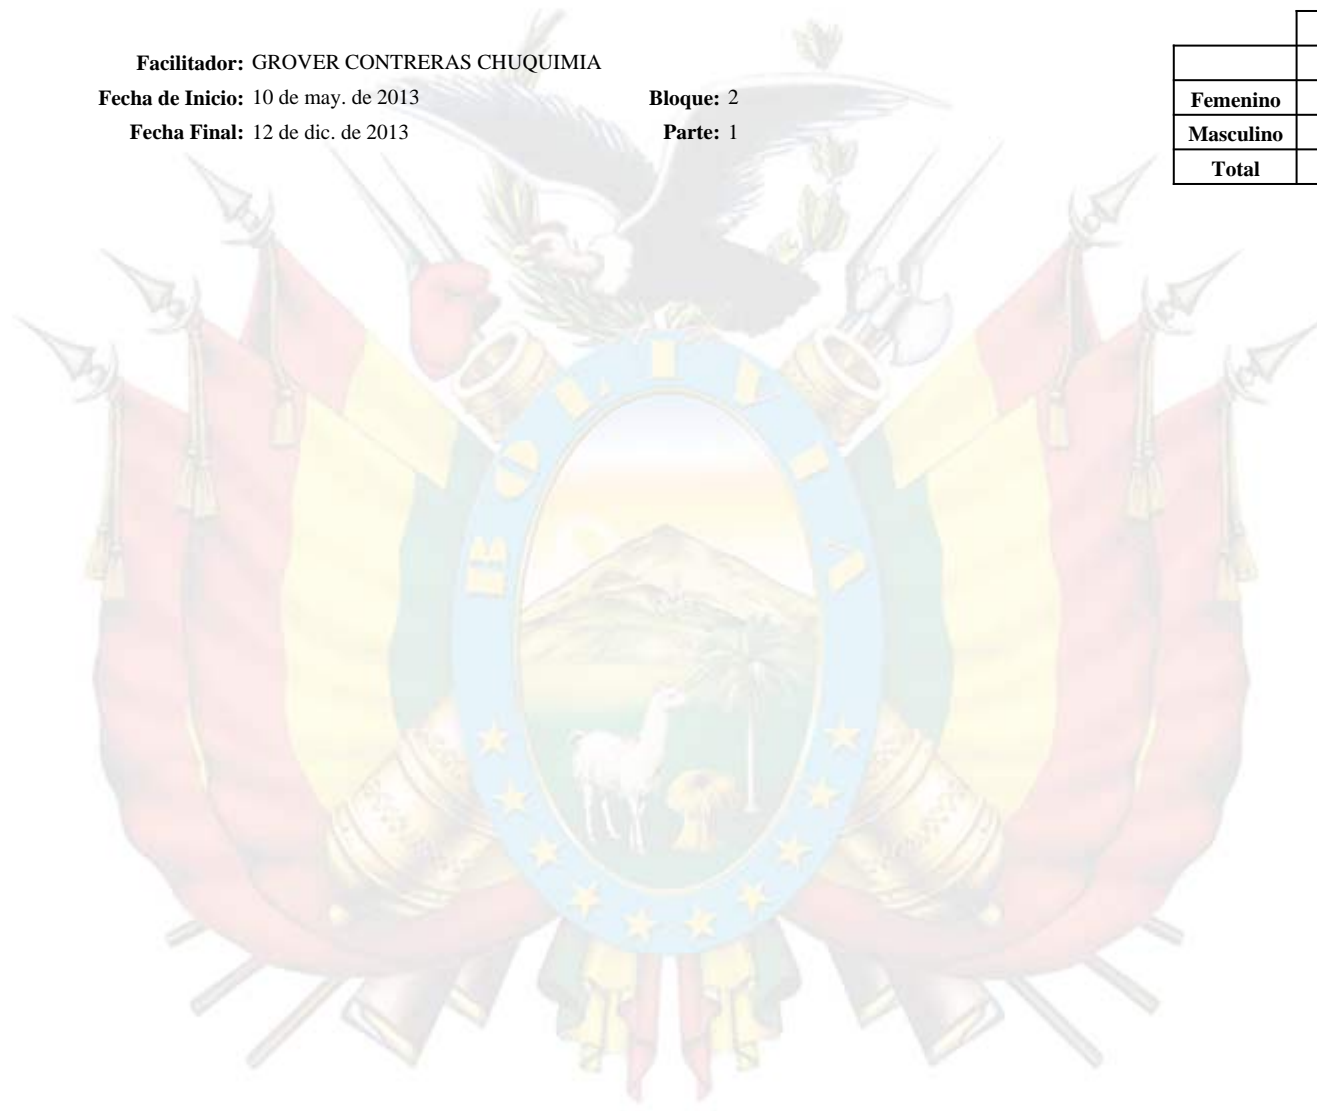 Facilitador: GROVER CONTRERAS CHUQUIMIA
Fecha de Inicio: 10 de may. de 2013 Bloque: 2
Fecha Final: 12 de dic. de 2013 Parte: 1
Femenino
Masculino
Total
BOLIVIA